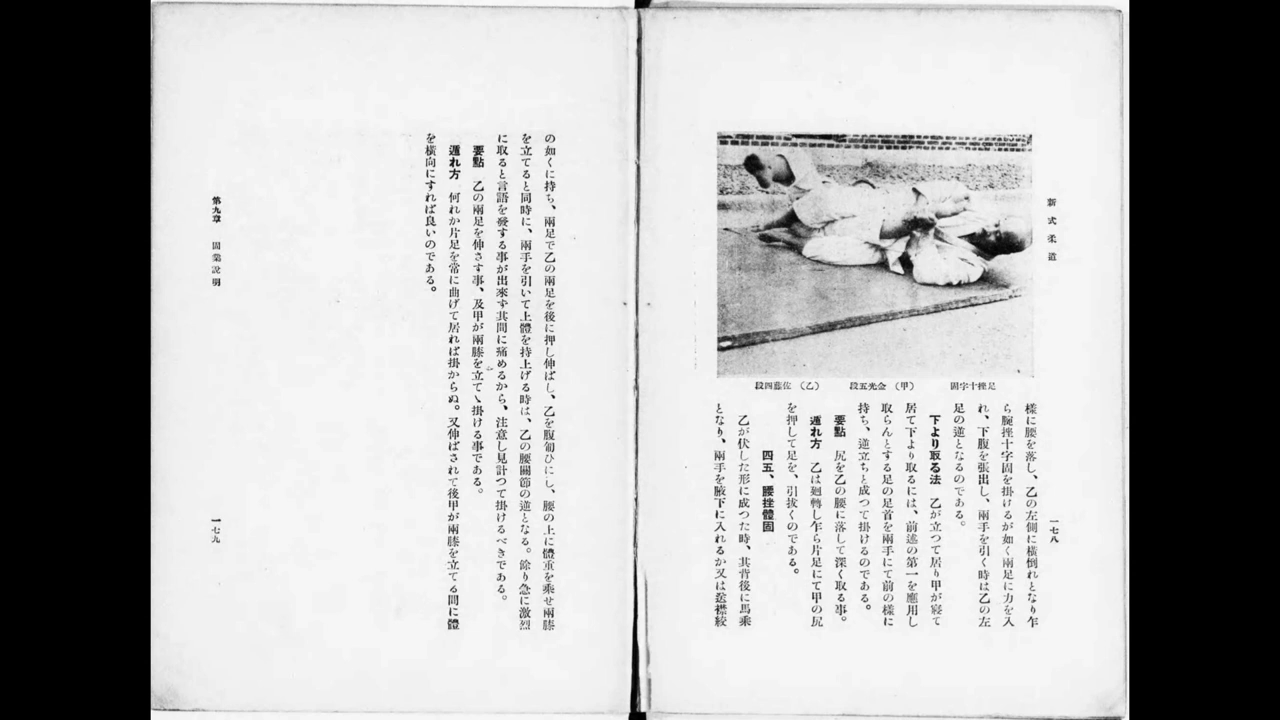 新式柔道
足挫十字固 （甲）金光五段 （乙）佐藤四段
樣に腰を落し、乙の左側に橫倒れとなり乍
ら腕挫十字固を掛けるが如く兩足に力を入
れ、下腹を張出し、兩手を引く時は乙の左
足の逆となるのである。
下より取る法 乙が立つて居り甲が寢て
居て下より取るには、前述の第一を應用し
取らんとする足の足首を兩手にて前の樣に
持ち、逆立ちと成つて掛けるのである。
要點 尻を乙の腰に落して深く取る事。
遁れ方 乙は廻轉し乍ら片足にて甲の尻
を押して足を、引拔くのである。
四五、腰挫體固
乙が伏した形に成つた時、其背後に馬乘
となり、兩手を腋下に入れるか又は送襟絞
一七八
の如くに持ち、兩足で乙の兩足を後に押し伸ばし、乙を腹匍ひにし、腰の上に體重を乘せ兩膝
を立てると同時に、兩手を引いて上體を持上げる時は、乙の腰關節の逆となる。餘り急に激烈
に取ると言語を發する事が出來ず其間に痛めるから、注意し見計つて掛けるべきである。
要點 乙の兩足を伸さす事、及甲が兩膝を立てゝ掛ける事である。
遁れ方 何れか片足を常に曲げて居れば掛からぬ。又伸ばされて後甲が兩膝を立てる間に體
を橫向にすれば良いのである。
第九章 固業說明
一七九